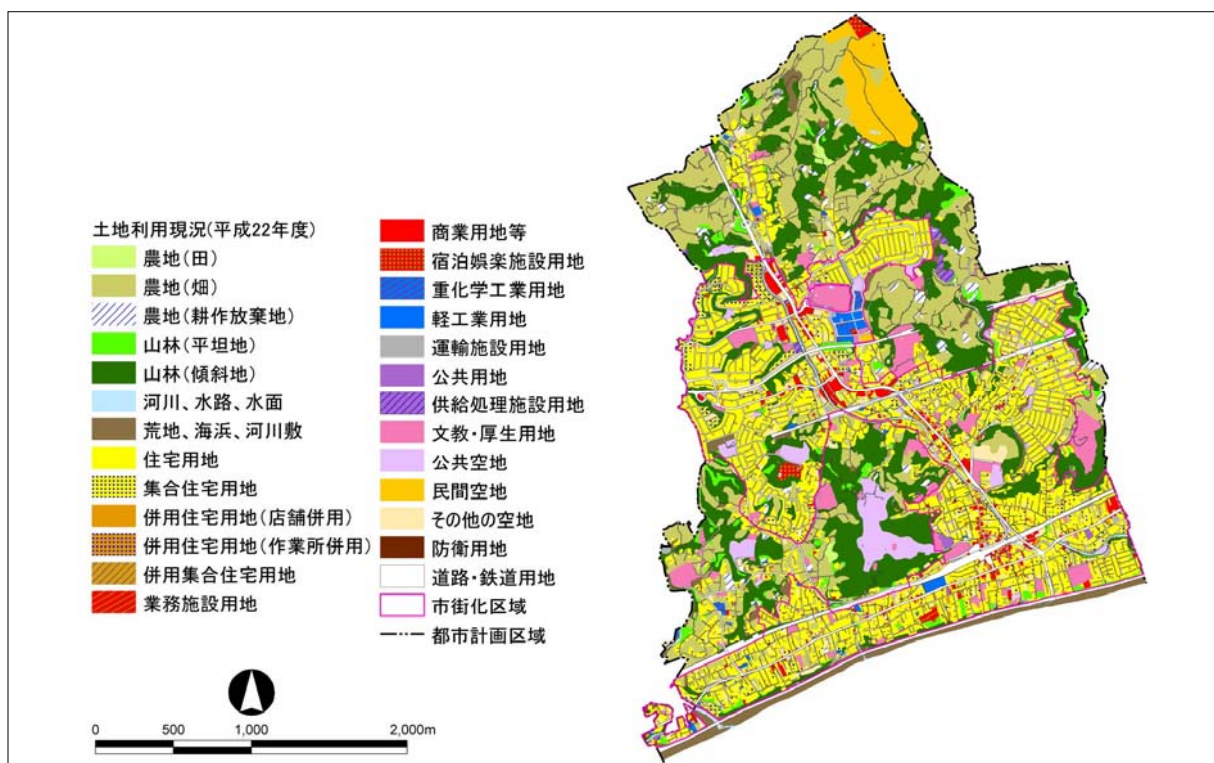 土地利用現況(平成22年度)
農地(田)
農地(畑)
農地(耕作放棄地)
山林(平坦地)
山林(傾斜地)
河川、水路、水面
荒地、海浜、河川敷
住宅用地
集合住宅用地
併用住宅用地(店舗併用)
併用住宅用地(作業所併用)
併用集合住宅用地
業務施設用地
商業用地等
宿泊娯楽施設用地
重化学工業用地
軽工業用地
運輸施設用地
公共用地
供給処理施設用地
文教・厚生用地
公共空地
民間空地
その他の空地
防衛用地
道路・鉄道用地
市街化区域
都市計画区域
0 500 1,000 2,000m